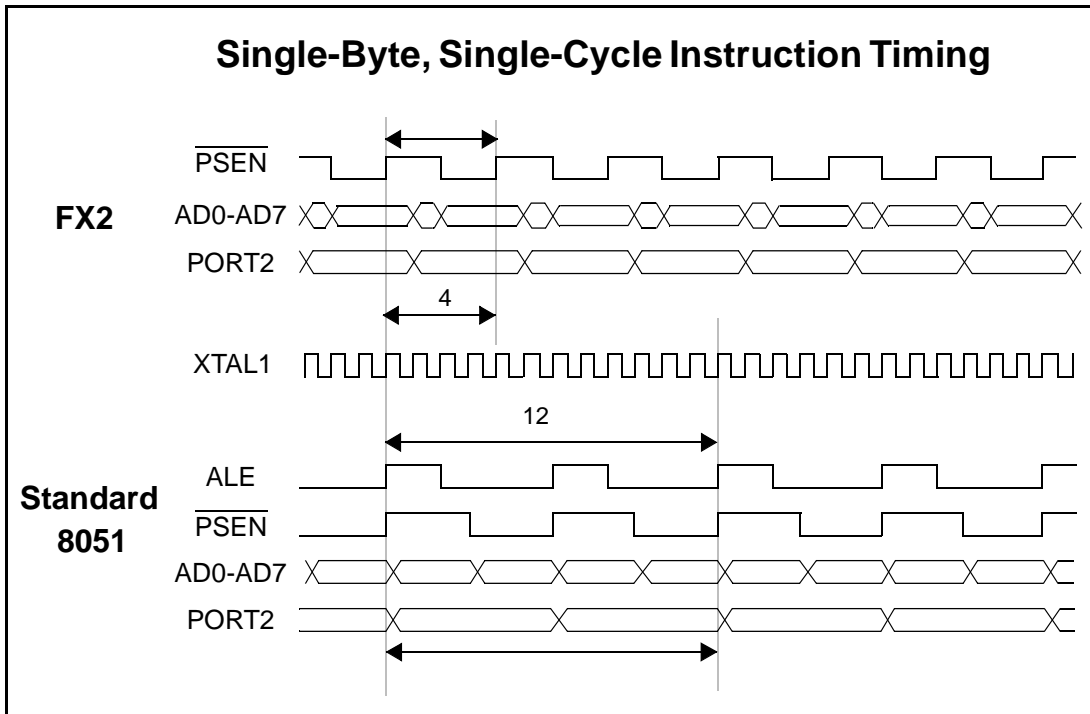 Single-Byte, Single-Cycle Instruction Timing
PSEN
FX2
AD0-AD7
PORT2
4
XTAL1
12
ALE
Standard
8051
PSEN
AD0-AD7
PORT2